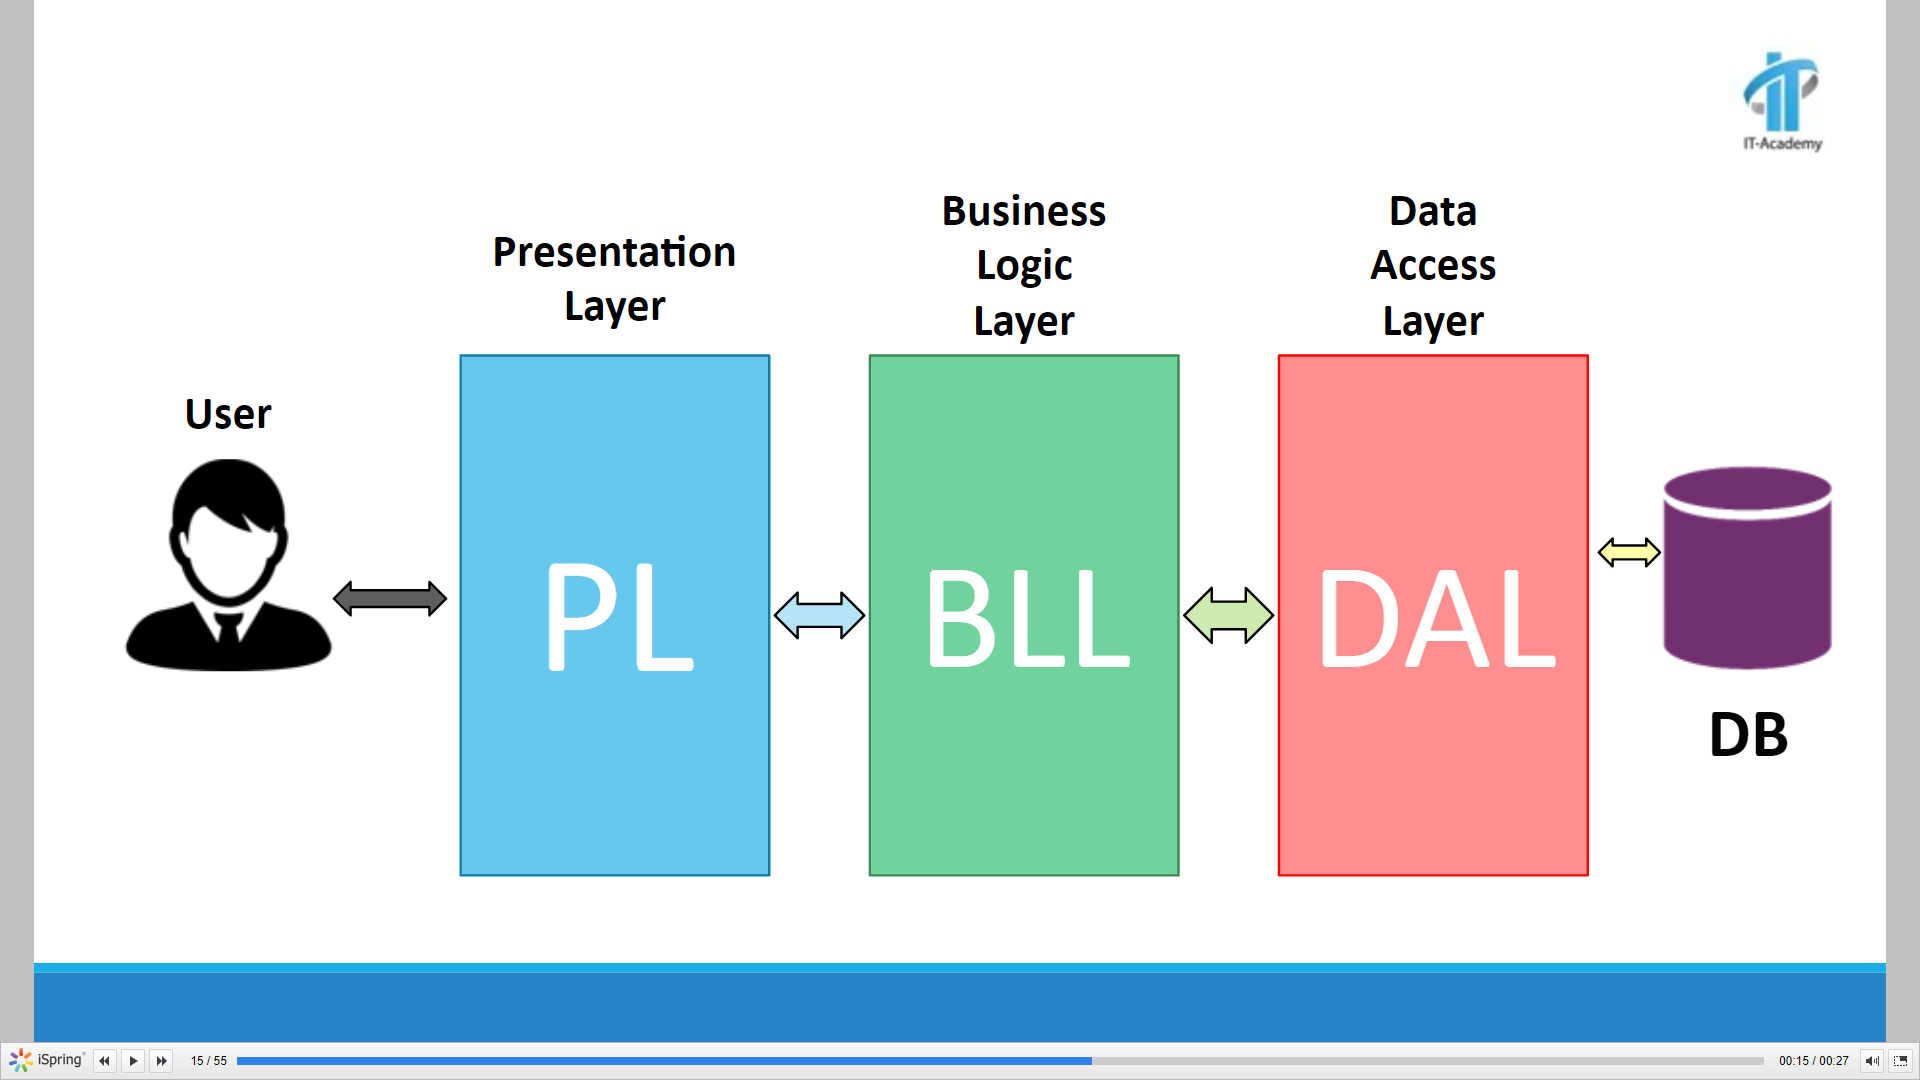 IT-Academy
User
Presentation
Layer
Business
Logic
Layer
Data
Access
Layer
PL
BLL
DAL
DB
iSpring
15 / 55
00:15 / 00:27